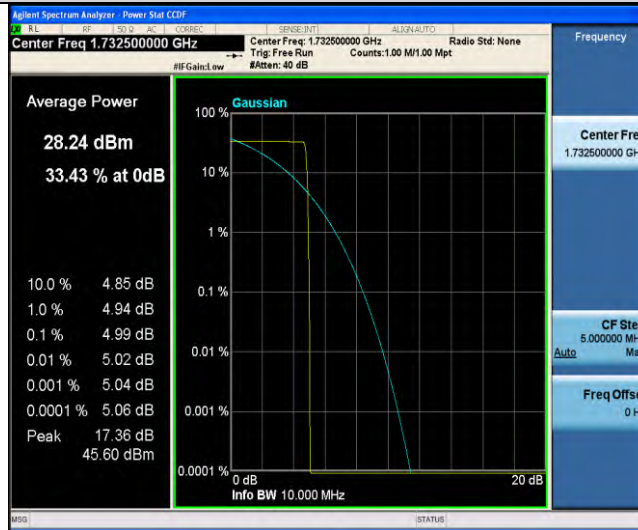 Agilent Spectrum Analyzer - Power Stat CCDF
RL RF 50 Ω AC CORREC SENSE:INT ALIGN AUTO
Center Freq 1.732500000 GHz
Center Freq: 1.732500000 GHz Radio Std: None
Trig: Free Run Counts:1.00 M/1.00 Mpt
#IFGain:Low #Atten: 40 dB
Frequency
Average Power
28.24 dBm
33.43 % at 0dB
10.0 % 4.85 dB
1.0 % 4.94 dB
0.1 % 4.99 dB
0.01 % 5.02 dB
0.001 % 5.04 dB
0.0001 % 5.06 dB
Peak 17.36 dB
45.60 dBm
Gaussian
100 %
10 %
1 %
0.1 %
0.01 %
0.001 %
0.0001 %
0 dB 20 dB
Info BW 10.000 MHz
Center Fre
1.732500000 GH
CF Ste
5.000000 MH
Auto Ma
Freq Offse
0 H
MSG STATUS